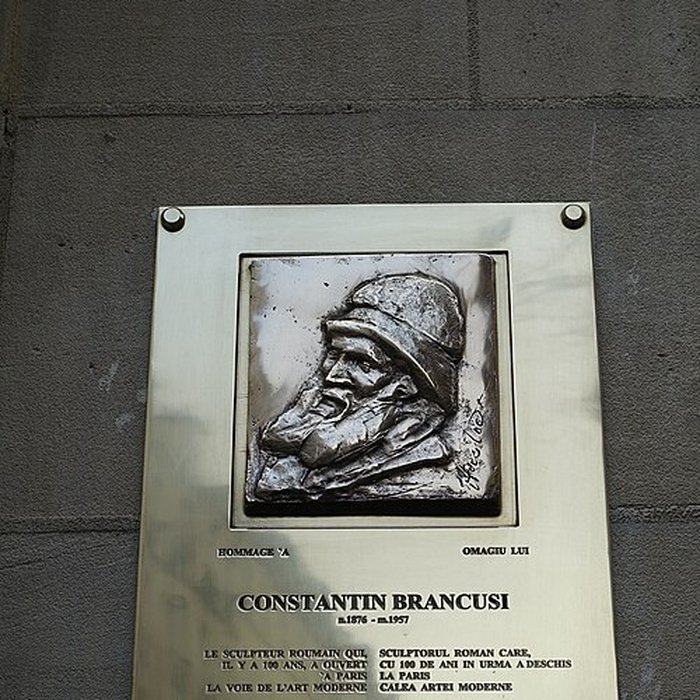 HOMMAGE `A
OMAGIU LUI
CONSTANTIN BRANCUSI
n.1876 - m.1957
LE SCULPTEUR ROUMAIN QUI,
IL Y A 100 ANS, A OUVERT
`A PARIS
LA VOIE DE L'ART MODERNE
SCULPTORUL ROMAN CARE,
CU 100 DE ANI IN URMA A DESCHIS
LA PARIS
CALEA ARTEI MODERNE